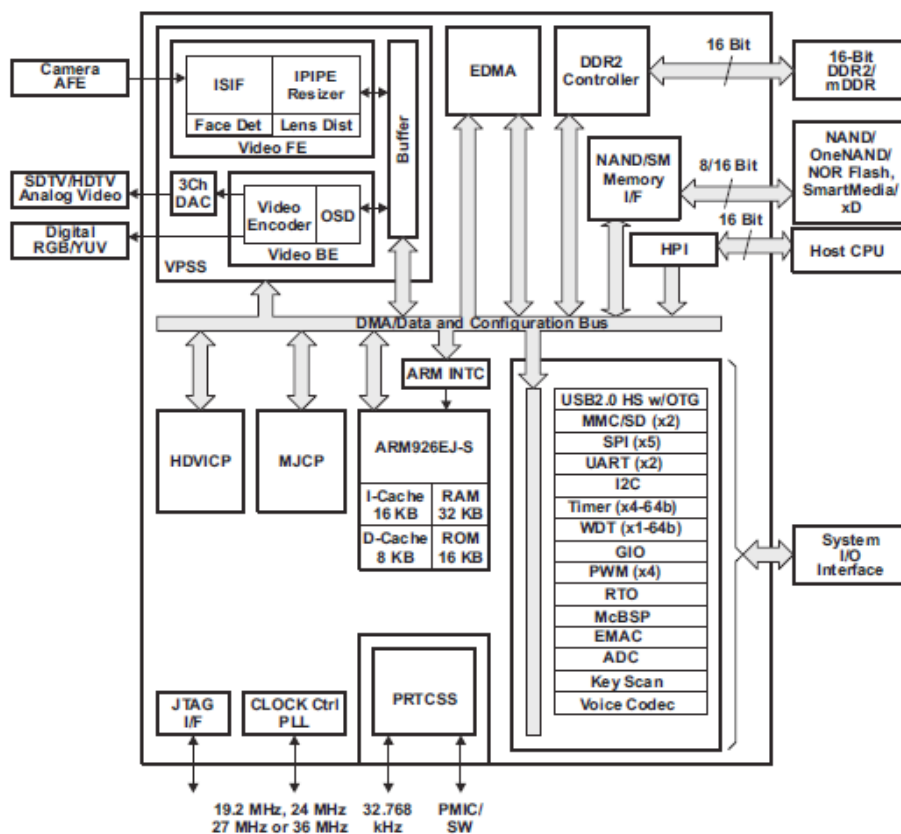 Camera
AFE
ISIF
IPIPE
Resizer
Face Det
Lens Dist
Video FE
Buffer
SDTV/HDTV
Analog Video
3Ch
DAC
Digital
RGB/YUV
Video
Encoder
OSD
Video BE
VPSS
EDMA
DDR2
Controller
16 Bit
16-Bit
DDR2/
mDDR
NAND/SM
Memory
I/F
8/16 Bit
NAND/
OneNAND/
NOR Flash,
SmartMedia/
xD
HPI
16 Bit
Host CPU
DMA/Data and Configuration Bus
HDVICP
MJCP
ARM INTC
ARM926EJ-S
I-Cache
16 KB
RAM
32 KB
D-Cache
8 KB
ROM
16 KB
USB2.0 HS w/OTG
MMC/SD (x2)
SPI (x5)
UART (x2)
I2C
Timer (x4-64b)
WDT (x1-64b)
GIO
PWM (x4)
RTO
McBSP
EMAC
ADC
Key Scan
Voice Codec
System
I/O
Interface
JTAG
I/F
CLOCK Ctrl
PLL
PRTCSS
19.2 MHz, 24 MHz
27 MHz or 36 MHz
32.768
kHz
PMIC/
SW